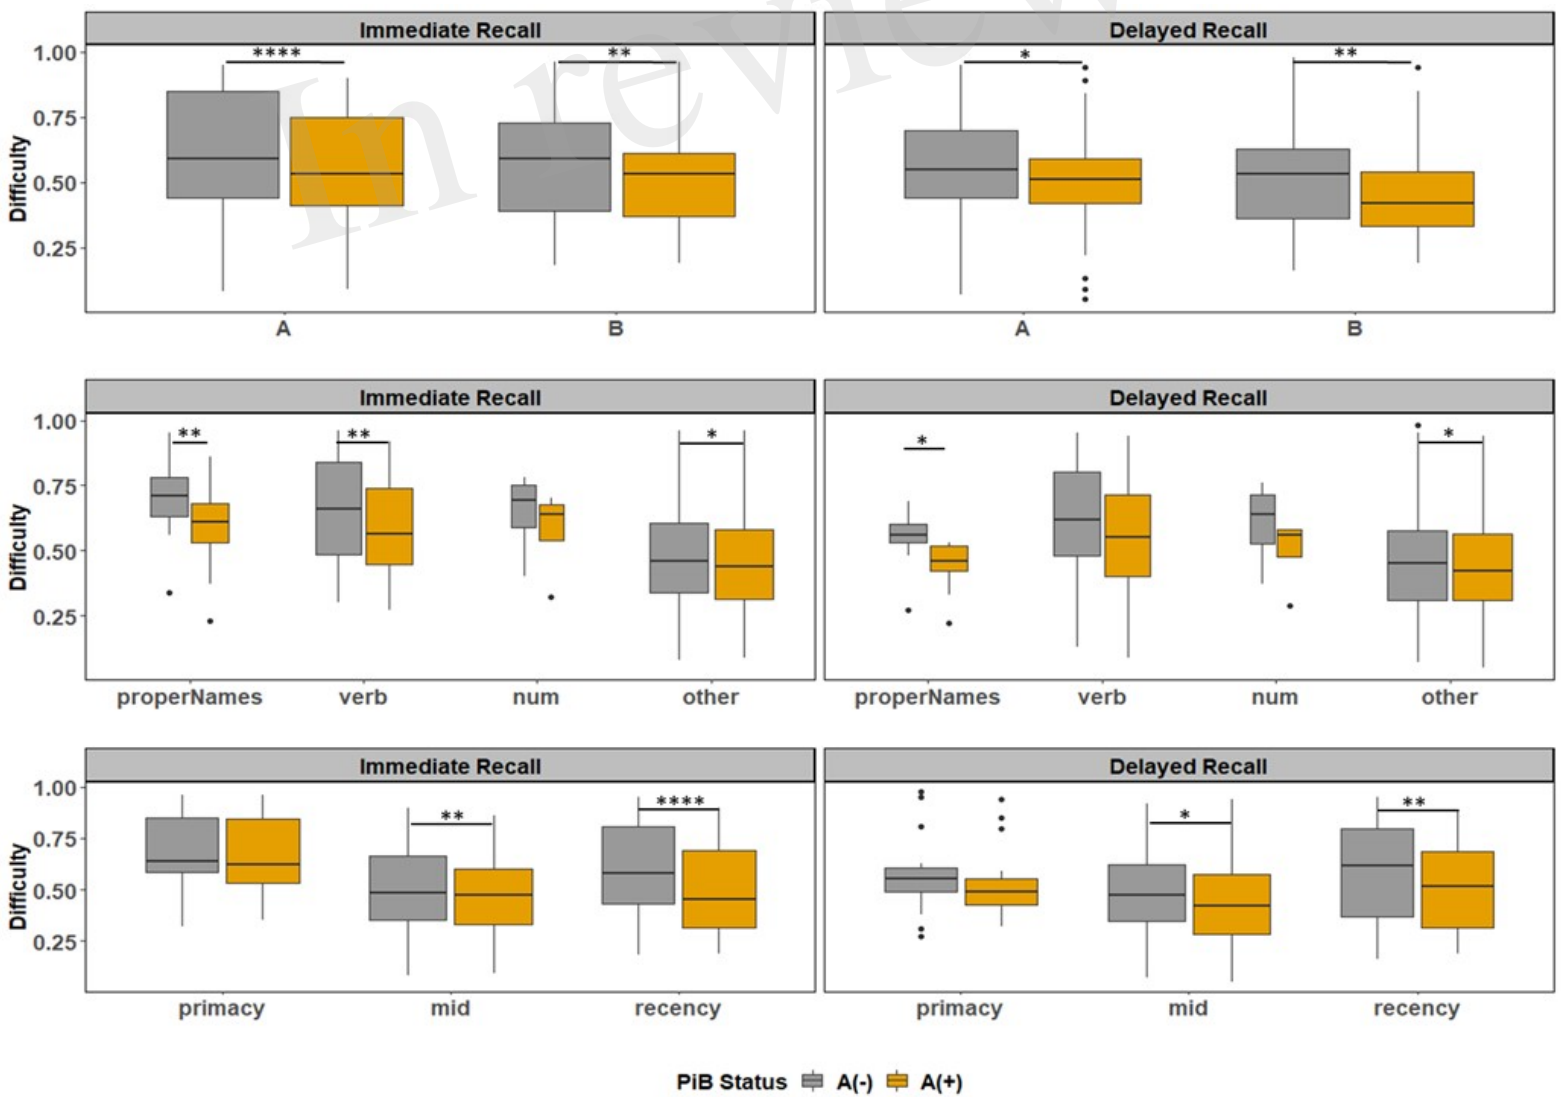 In review
Immediate Recall
Delayed Recall
Difficulty
1.00
0.75
0.50
0.25
****
**
*
**
A
B
A
B
Immediate Recall
Delayed Recall
Difficulty
1.00
0.75
0.50
0.25
**
**
*
*
*
properNames
verb
num
other
properNames
verb
num
other
Immediate Recall
Delayed Recall
Difficulty
1.00
0.75
0.50
0.25
**
****
*
**
primacy
mid
recency
primacy
mid
recency
PiB Status A(-) A(+)